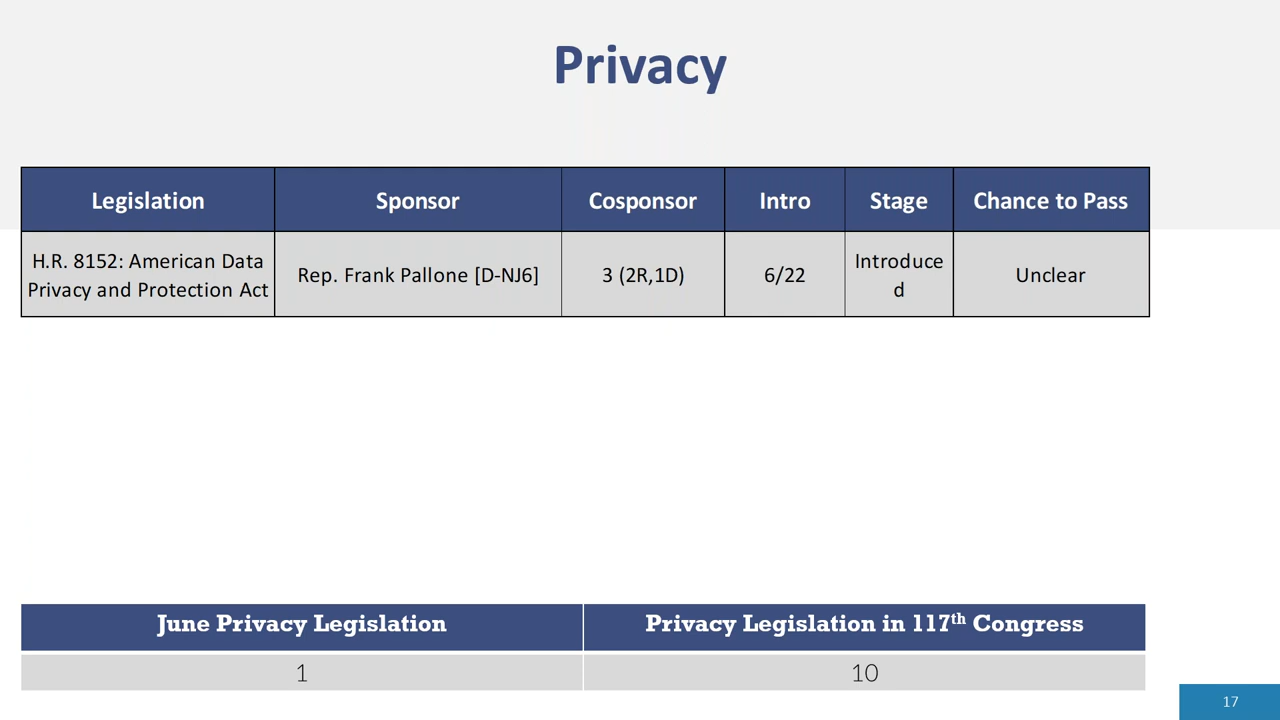 Privacy
Legislation
Sponsor
Cosponsor
Intro
Stage
Chance to Pass
H.R. 8152: American Data
Privacy and Protection Act
Rep. Frank Pallone [D-NJ6]
3 (2R,1D)
6/22
Introduce
d
Unclear
June Privacy Legislation
Privacy Legislation in 117th Congress
1
10
17